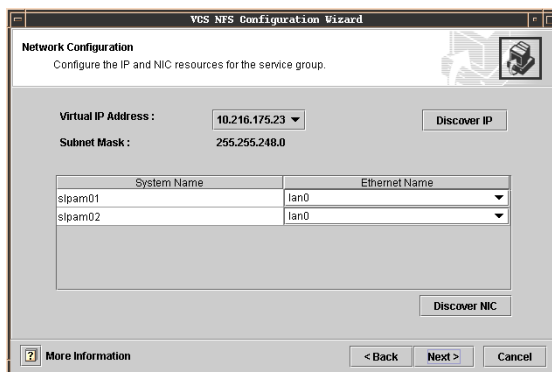 VCS NFS Configuration Wizard
Network Configuration
Configure the IP and NIC resources for the service group.
Virtual IP Address : 10.216.175.23 Discover IP
Subnet Mask : 255.255.248.0
System Name Ethernet Name
slpam01 lan0
slpam02 lan0
Discover NIC
? More Information < Back Next > Cancel